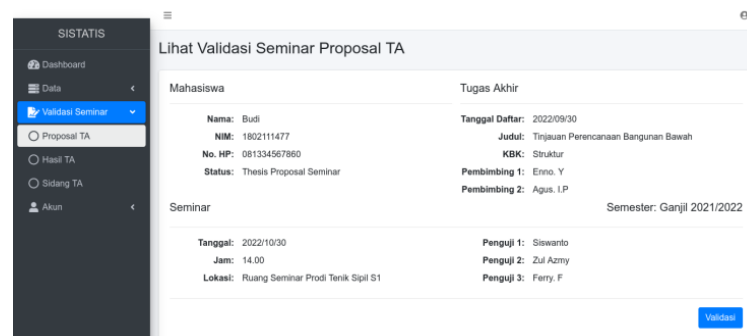 SISTATIS
Dashboard
Data
Validasi Seminar
Proposal TA
Hasil TA
Sidang TA
Akun
Lihat Validasi Seminar Proposal TA
Mahasiswa
Nama: Budi
NIM: 1802111477
No. HP: 081334567860
Status: Thesis Proposal Seminar
Tugas Akhir
Tanggal Daftar: 2022/09/30
Judul: Tinjauan Perencanaan Bangunan Bawah
KBK: Struktur
Pembimbing 1: Enno. Y
Pembimbing 2: Agus. I.P
Seminar
Semester: Ganjil 2021/2022
Tanggal: 2022/10/30
Jam: 14.00
Lokasi: Ruang Seminar Prodi Tenik Sipil S1
Penguji 1: Siswanto
Penguji 2: Zul Azmy
Penguji 3: Ferry. F
Validasi